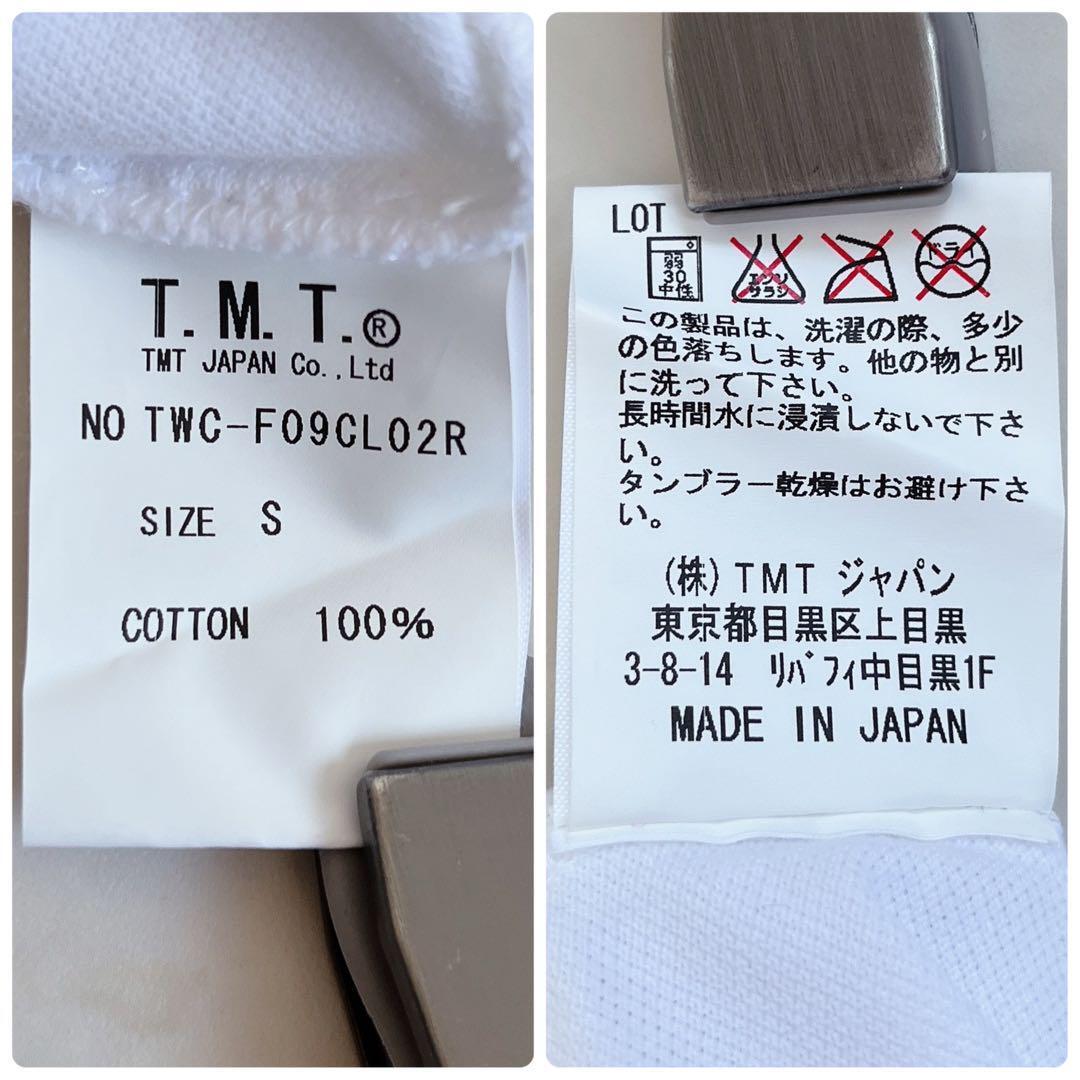 T. M. T.®
TMT JAPAN Co.,Ltd
NO TWC-F09CL02R
SIZE S
COTTON 100%
LOT
弱
30
中性
エンソ
サラシ
ドライ
この製品は、洗濯の際、多少
の色落ちします。他の物と別
に洗って下さい。
長時間水に浸漬しないで下さ
い。
タンブラー乾燥はお避け下さ
い。
(株) TMT ジャパン
東京都目黒区上目黒
3-8-14 ﾘﾊﾞﾌｨ中目黒1F
MADE IN JAPAN